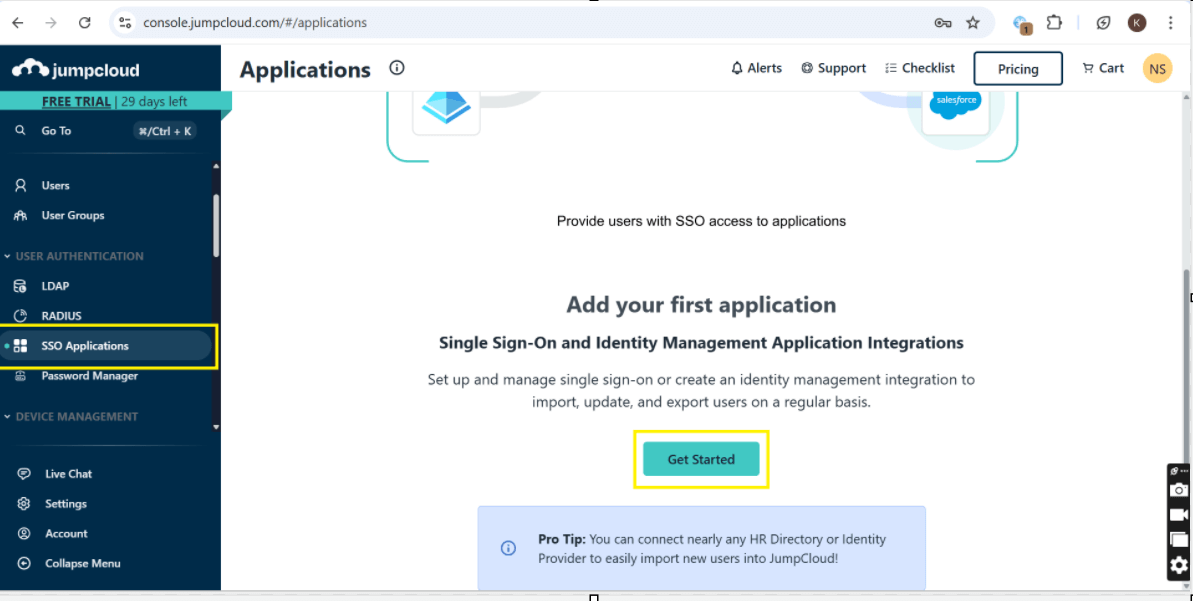 console.jumpcloud.com/#/applications
1
K
jumpcloud
Applications
Alerts
Support
Checklist
Pricing
Cart
NS
FREE TRIAL | 29 days left
Go To
⌘/Ctrl + K
Users
User Groups
USER AUTHENTICATION
LDAP
RADIUS
SSO Applications
Password Manager
DEVICE MANAGEMENT
Live Chat
Settings
Account
Collapse Menu
salesforce
Provide users with SSO access to applications
Add your first application
Single Sign-On and Identity Management Application Integrations
Set up and manage single sign-on or create an identity management integration to
import, update, and export users on a regular basis.
Get Started
Pro Tip: You can connect nearly any HR Directory or Identity
Provider to easily import new users into JumpCloud!